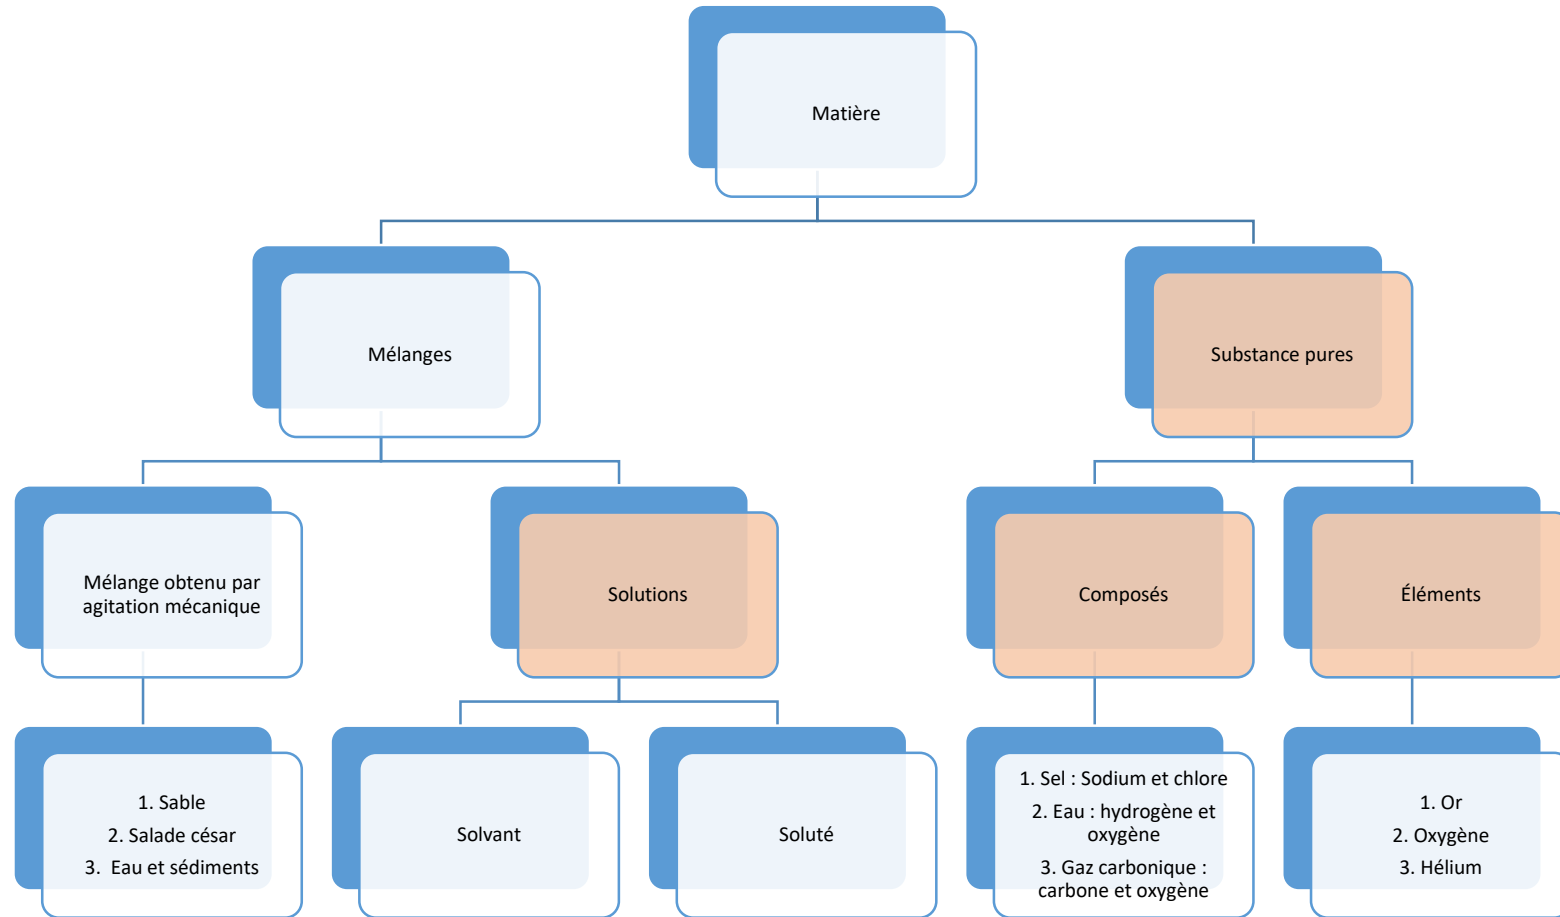 Matière
Mélanges
Substance pures
Mélange obtenu par
agitation mécanique
Solutions
Composés
Éléments
1. Sable
2. Salade césar
3. Eau et sédiments
Solvant
Soluté
1. Sel : Sodium et chlore
2. Eau : hydrogène et
oxygène
3. Gaz carbonique :
carbone et oxygène
1. Or
2. Oxygène
3. Hélium